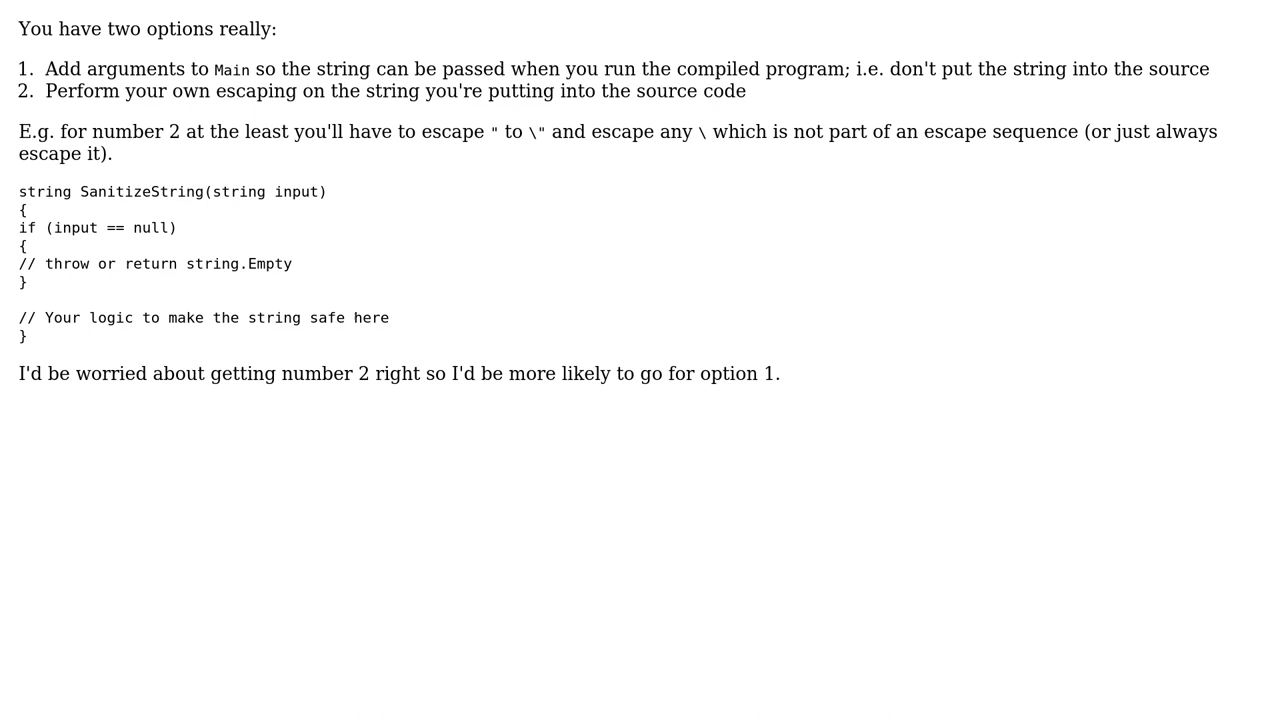 You have two options really:
1. Add arguments to Main so the string can be passed when you run the compiled program; i.e. don't put the string into the source
2. Perform your own escaping on the string you're putting into the source code
E.g. for number 2 at the least you'll have to escape " to \" and escape any \ which is not part of an escape sequence (or just always
escape it).
string SanitizeString(string input)
{
if (input == null)
{
// throw or return string.Empty
}
// Your logic to make the string safe here
}
I'd be worried about getting number 2 right so I'd be more likely to go for option 1.